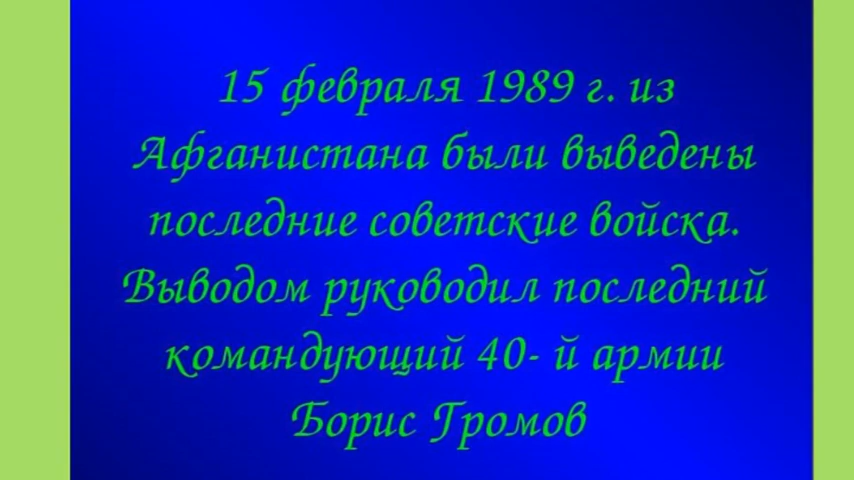 15 февраля 1989 г. из
Афганистана были выведены
последние советские войска.
Выводом руководил последний
командующий 40- й армии
Борис Громов